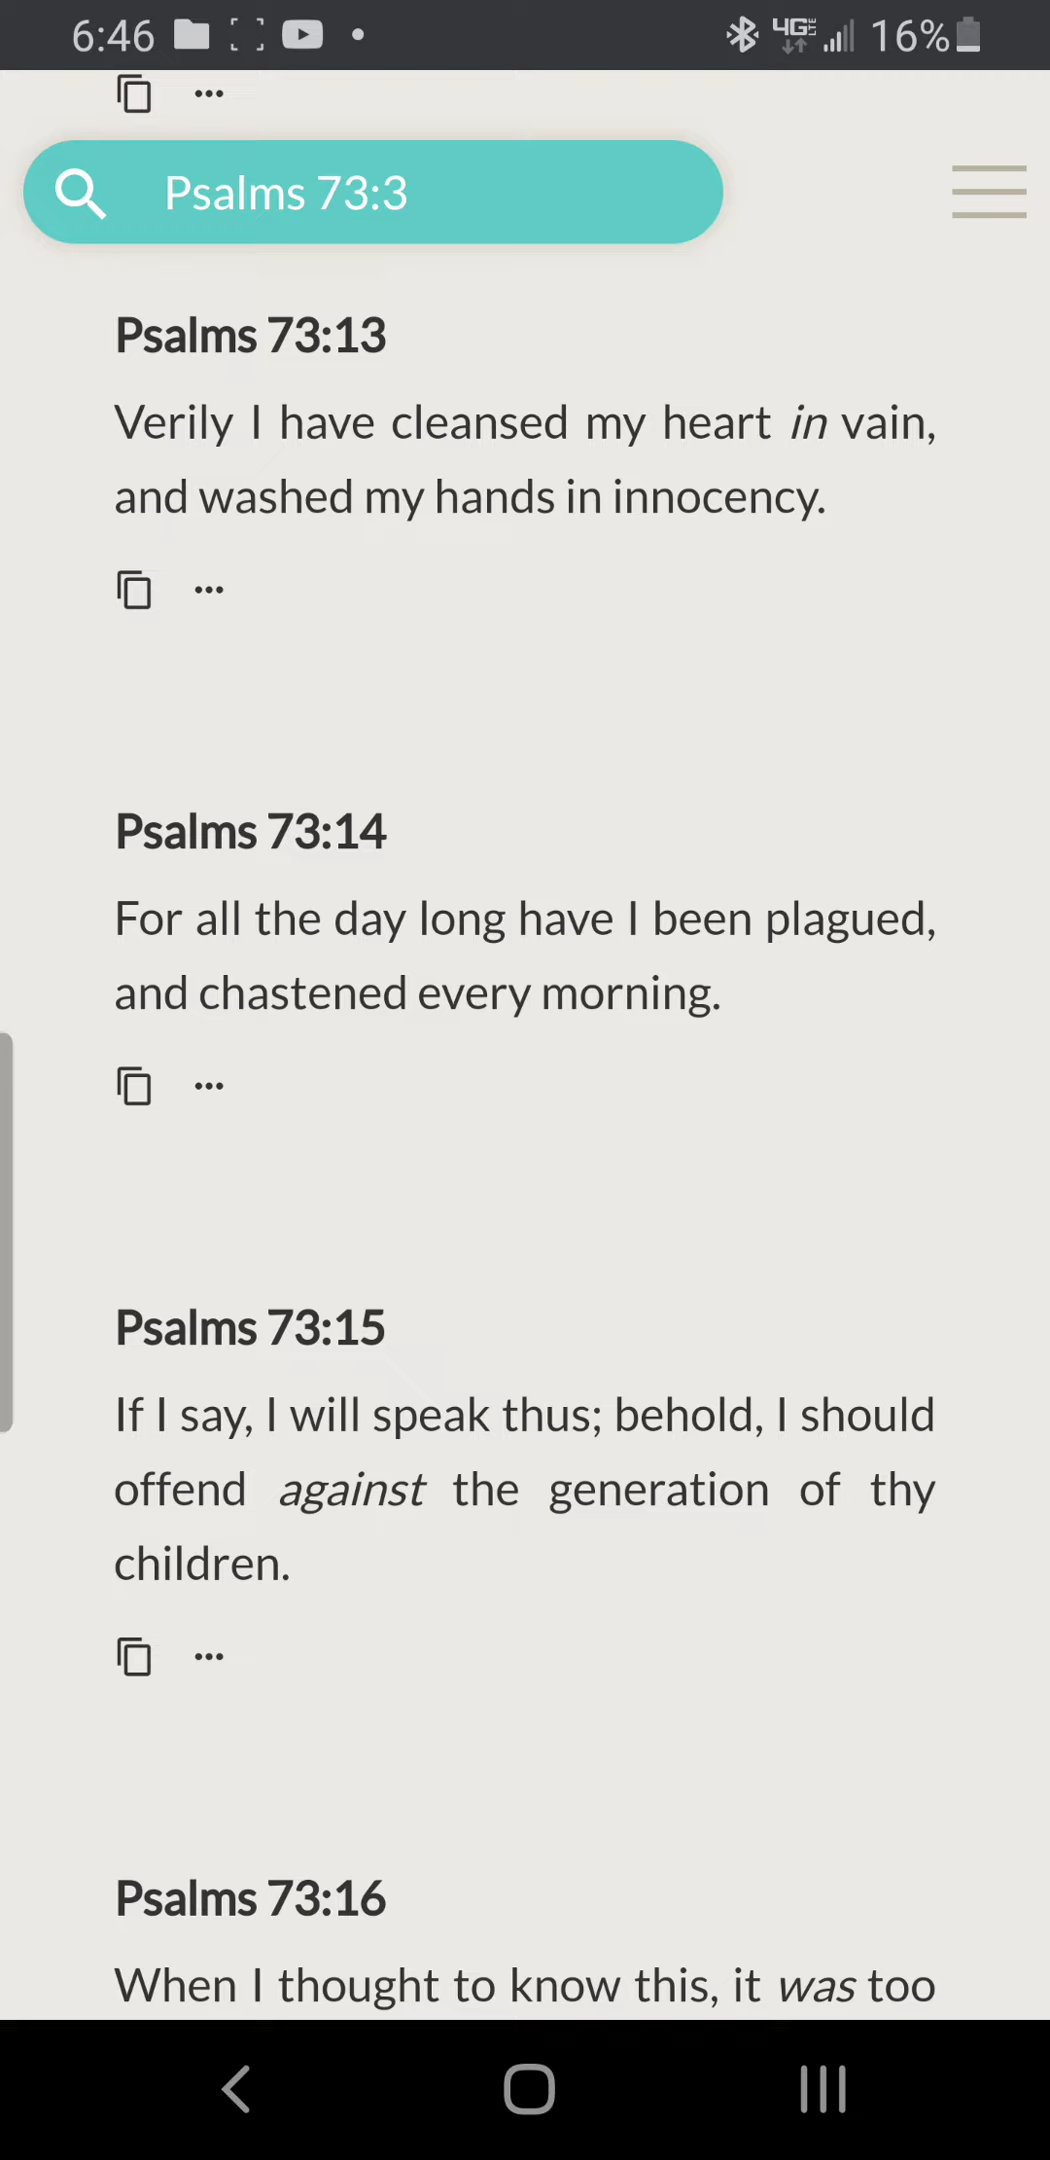 6:46
4G LTE 16%
Psalms 73:3
Psalms 73:13
Verily I have cleansed my heart in vain,
and washed my hands in innocency.
Psalms 73:14
For all the day long have I been plagued,
and chastened every morning.
Psalms 73:15
If I say, I will speak thus; behold, I should
offend against the generation of thy
children.
Psalms 73:16
When I thought to know this, it was too